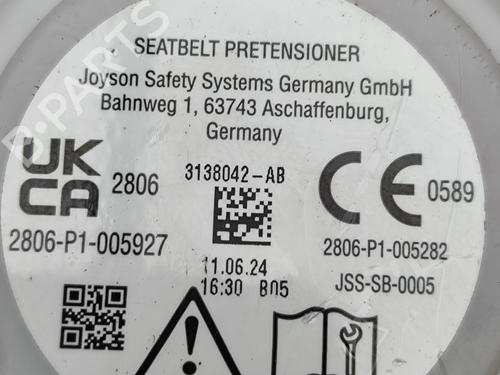 SEATBELT PRETENSIONER
Joyson Safety Systems Germany GmbH
Bahnweg 1, 63743 Aschaffenburg,
Germany
UK
CA
2806
3138042-AB
CE
0589
2806-P1-005927
2806-P1-005282
11.06.24
16:30 B05
JSS-SB-0005
B-PARTS